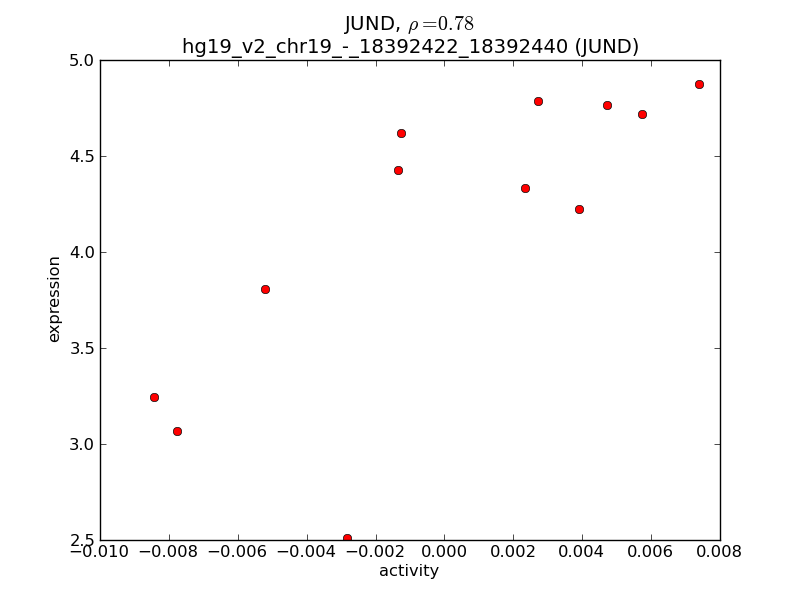 JUND, ρ=0.78
hg19_v2_chr19_-_18392422_18392440 (JUND)
5.0
4.5
4.0
3.5
3.0
2.5
expression
−0.010 −0.008 −0.006 −0.004 −0.002 0.000 0.002 0.004 0.006 0.008
activity